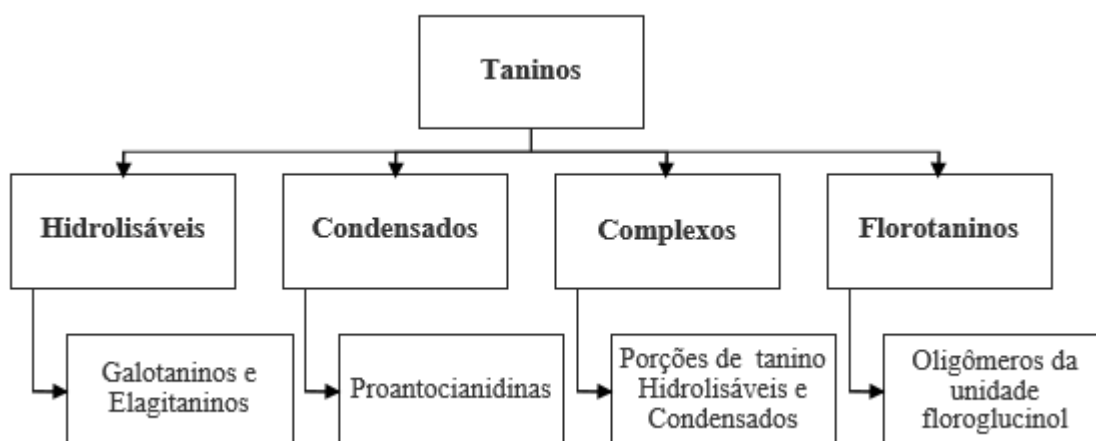 Taninos
Hidrolisáveis
Condensados
Complexos
Florotaninos
Galotaninos e
Elagitaninos
Proantocianidinas
Porções de tanino
Hidrolisáveis e
Condensados
Oligômeros da
unidade
floroglucinol